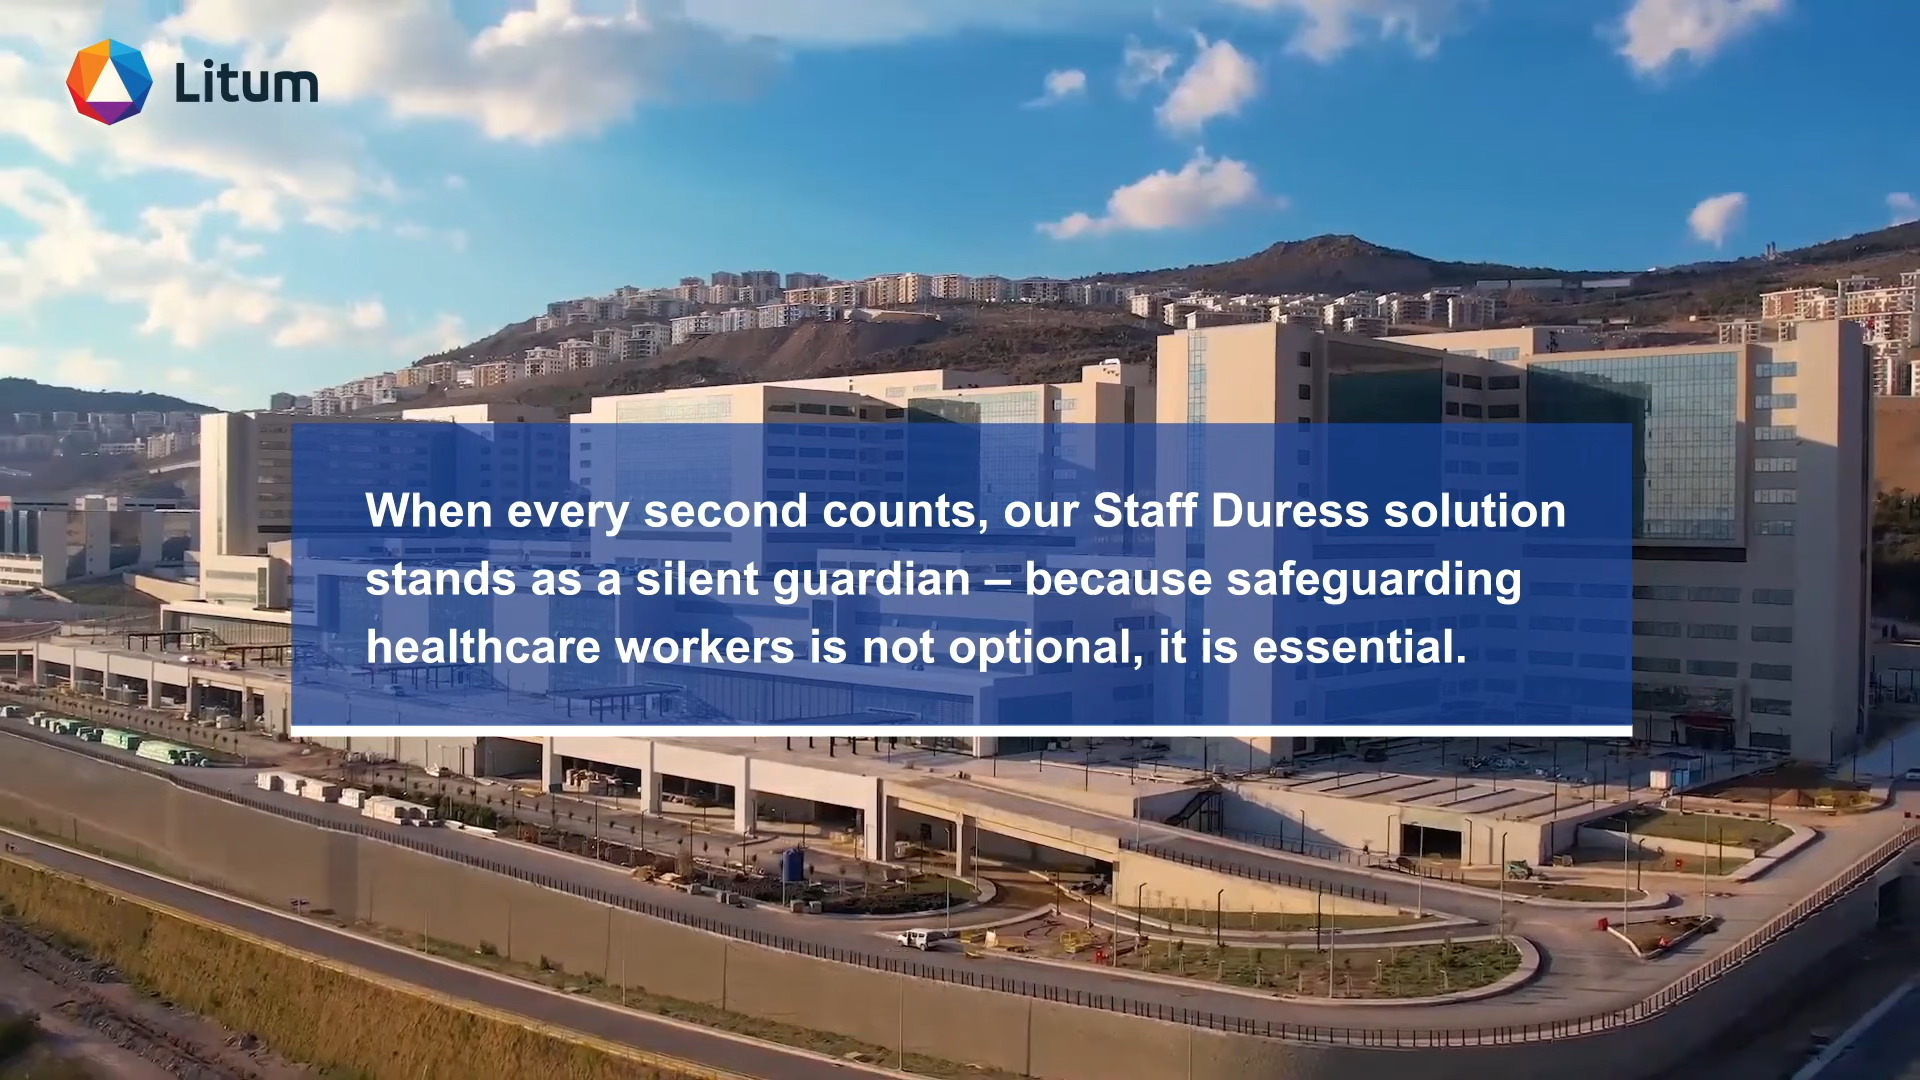 Litum
When every second counts, our Staff Duress solution
stands as a silent guardian – because safeguarding
healthcare workers is not optional, it is essential.